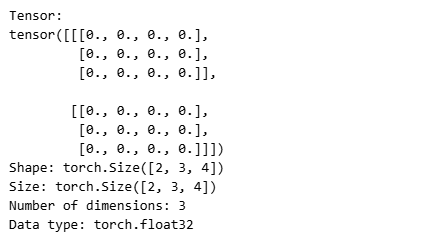 Tensor:
tensor([[[0., 0., 0., 0.],
         [0., 0., 0., 0.],
         [0., 0., 0., 0.]],

        [[0., 0., 0., 0.],
         [0., 0., 0., 0.],
         [0., 0., 0., 0.]]])
Shape: torch.Size([2, 3, 4])
Size: torch.Size([2, 3, 4])
Number of dimensions: 3
Data type: torch.float32